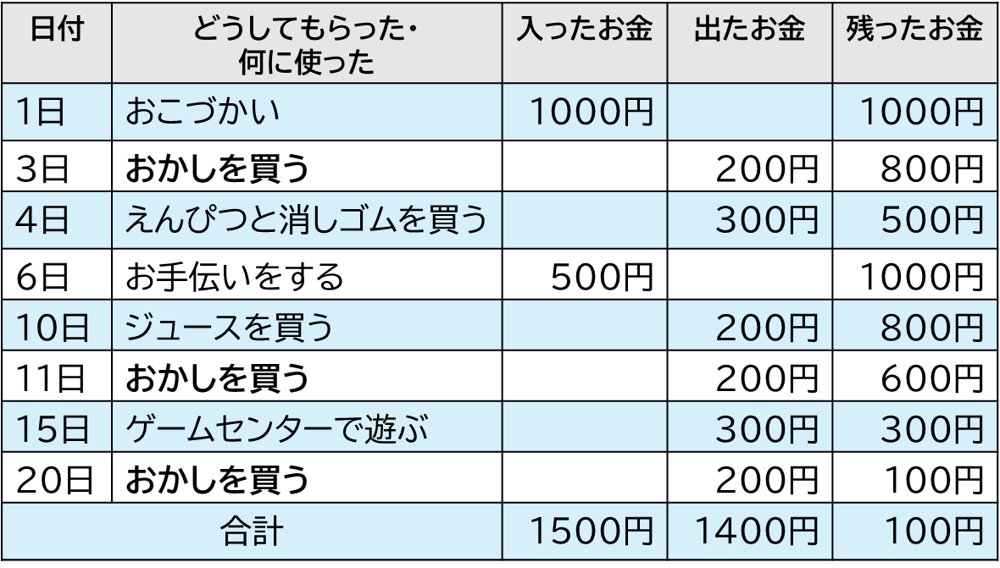 日付 どうしてもらった・ 入ったお金 出たお金 残ったお金
何に使った
1日 おこづかい 1000円 1000円
3日 おかしを買う 200円 800円
4日 えんぴつと消しゴムを買う 300円 500円
6日 お手伝いをする 500円 1000円
10日 ジュースを買う 200円 800円
11日 おかしを買う 200円 600円
15日 ゲームセンターで遊ぶ 300円 300円
20日 おかしを買う 200円 100円
合計 1500円 1400円 100円